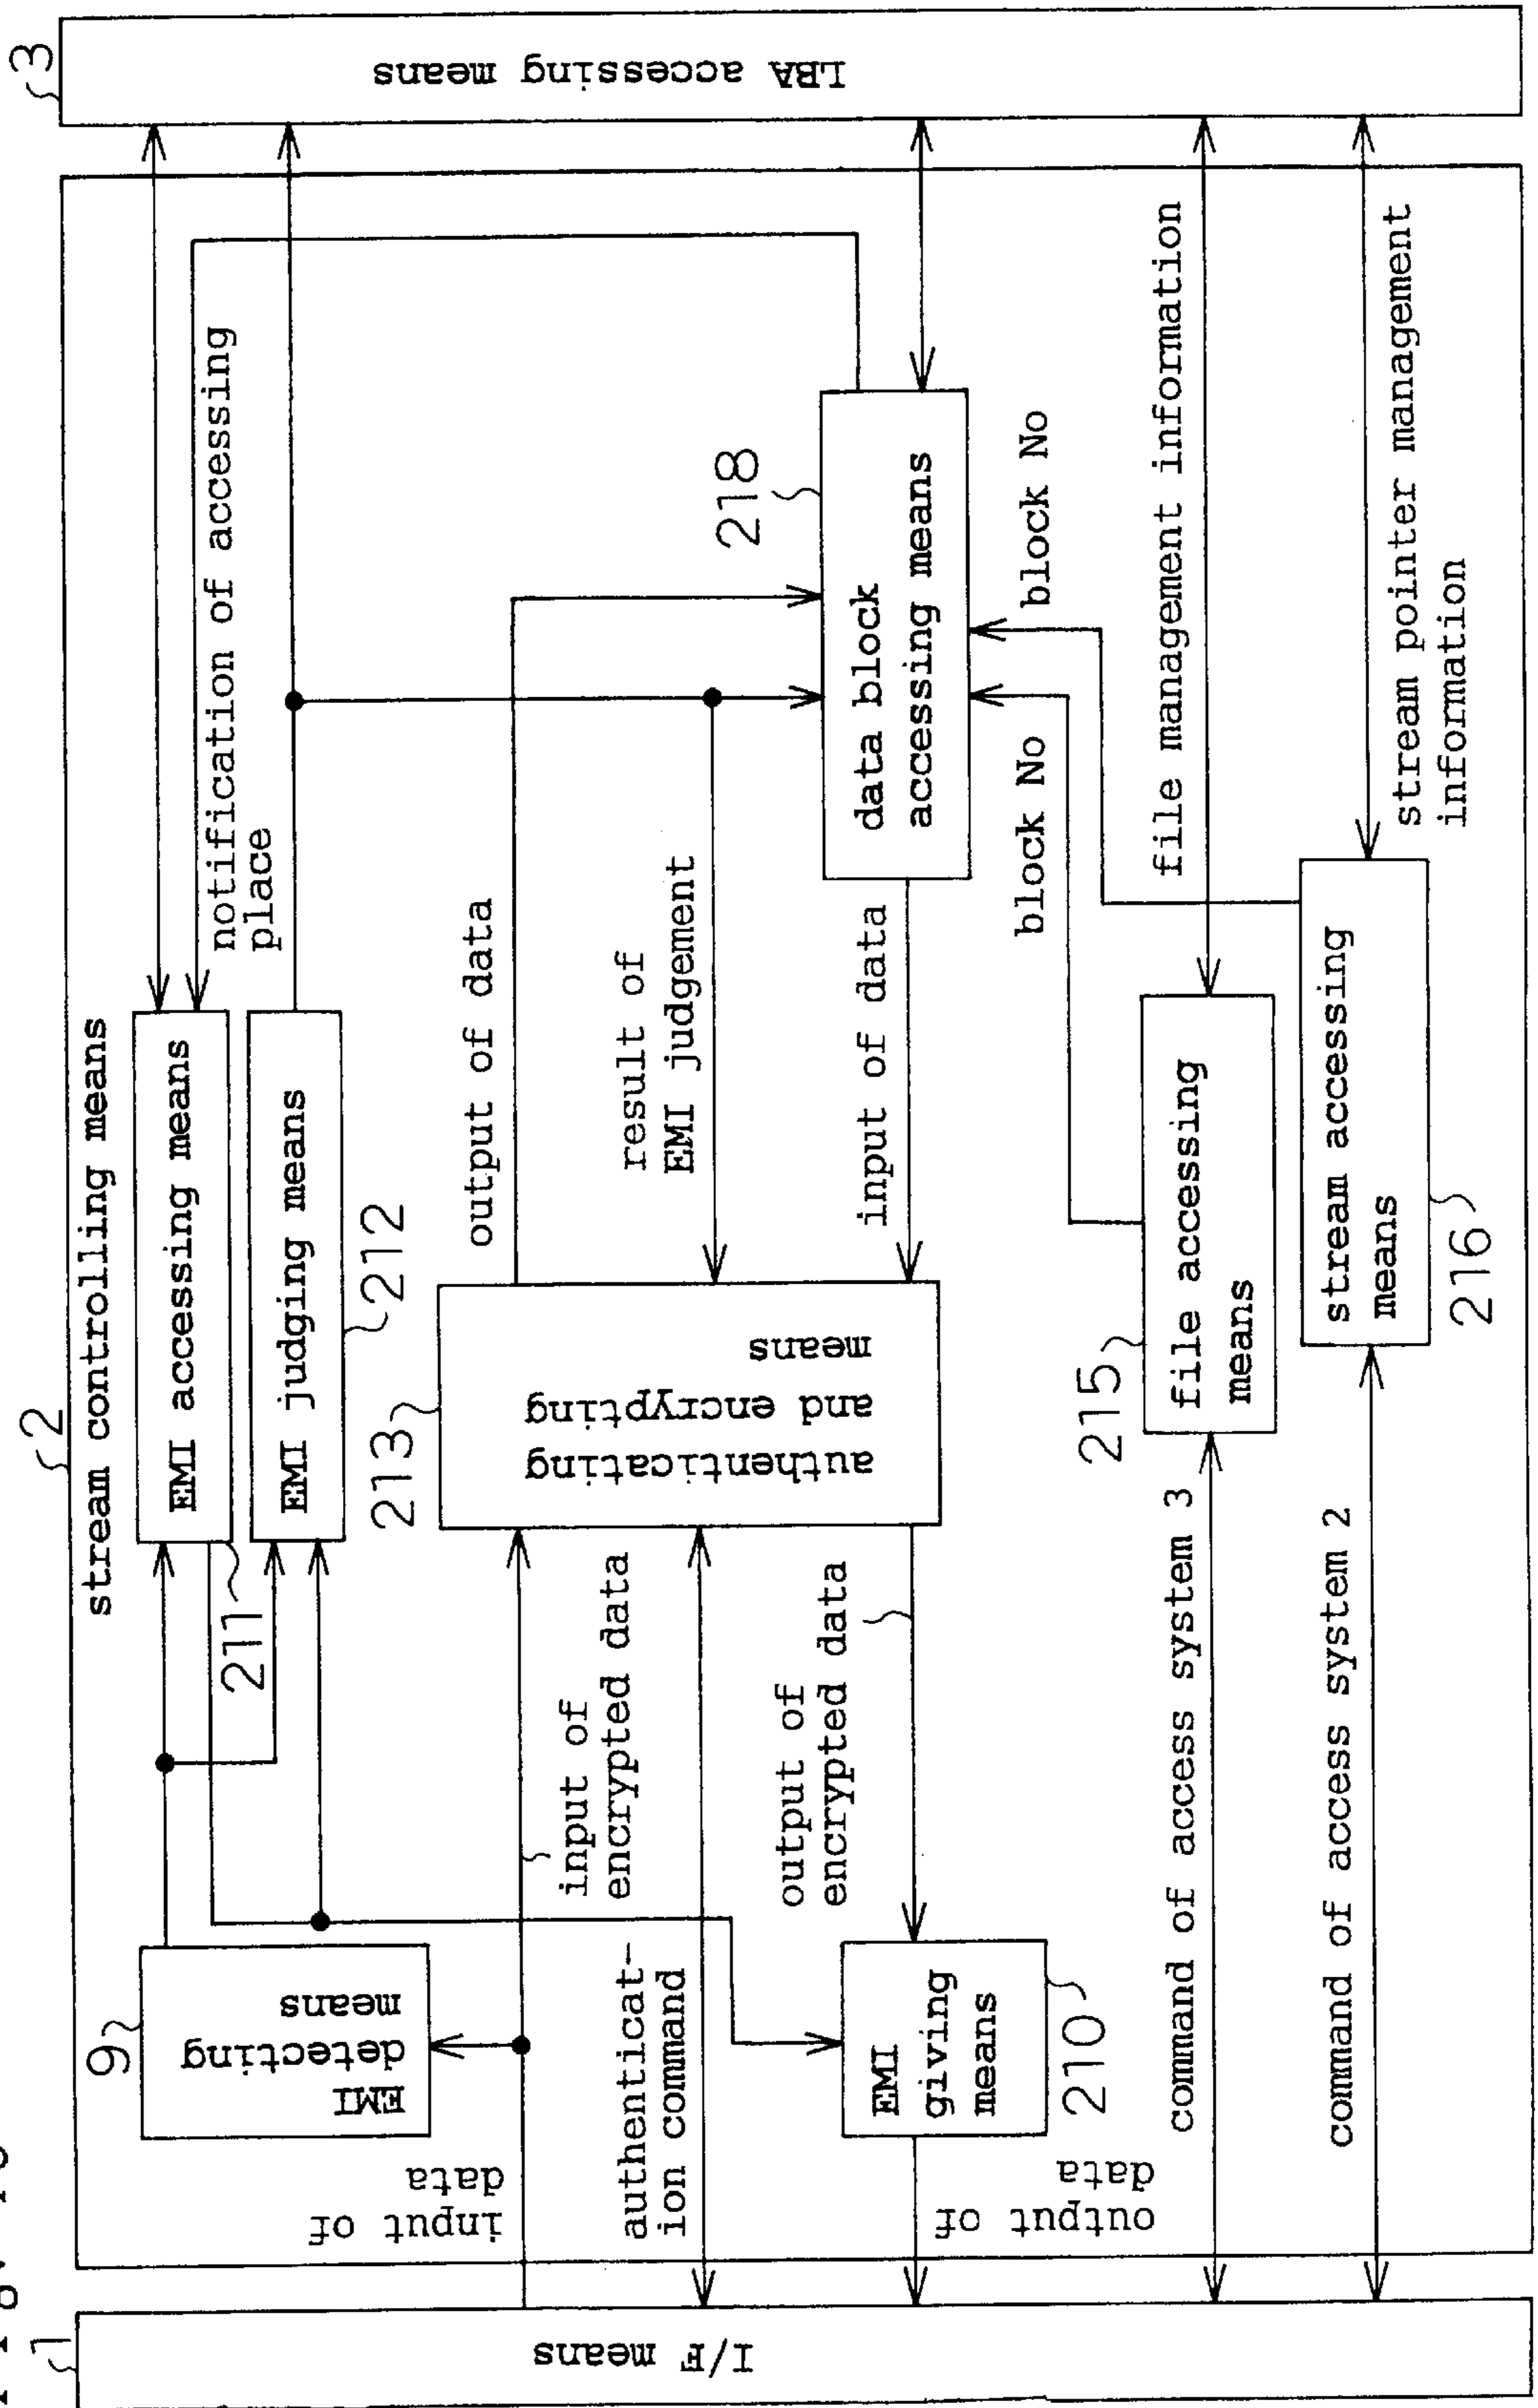 1
I/F means
2
stream controlling means
3
LBA accessing means
9
EMI
detecting
means
EMI accessing means
211
EMI judging means
212
notification of accessing
place
input of
data
input of
encrypted data
213
authenticating
and encrypting
means
output of data
result of
EMI judgement
input of data
authenticat-
ion command
output of
encrypted data
EMI
giving
means
210
output of
data
218
data block
accessing means
block No
block No
command of access system 3
215
file accessing
means
file management information
command of access system 2
stream accessing
means
216
stream pointer management
information